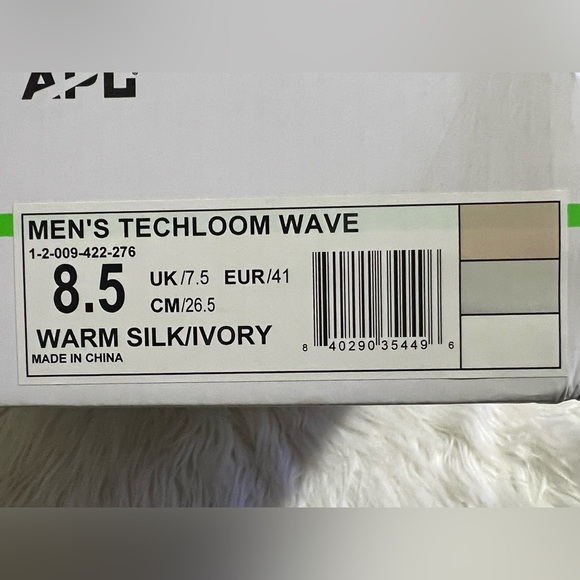 APL
MEN'S TECHLOOM WAVE
1-2-009-422-276
8.5 UK/7.5 EUR/41
CM/26.5
WARM SILK/IVORY
MADE IN CHINA
8 40290 35449 6